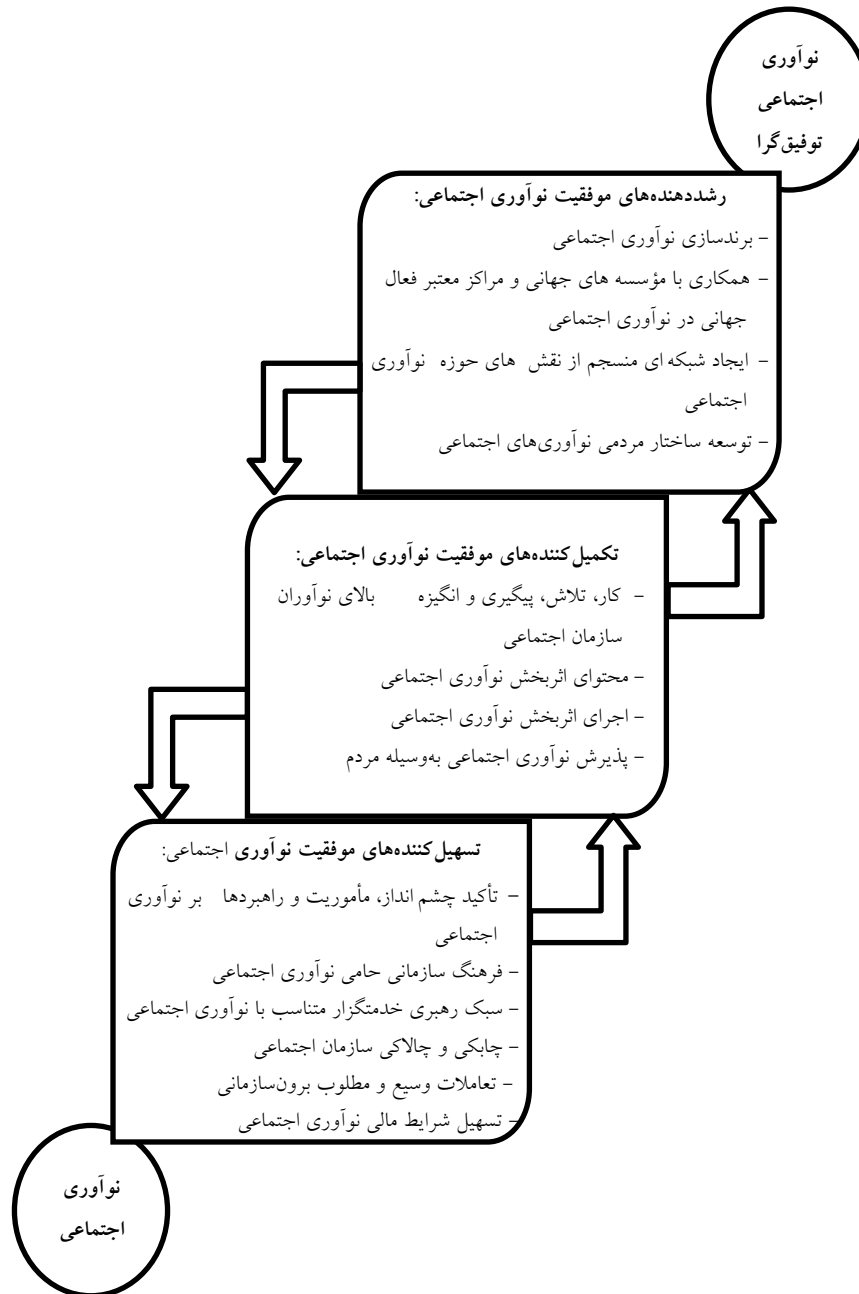 نوآوری
اجتماعی
توفیق‌گرا
رشددهنده‌های موفقیت نوآوری اجتماعی:
- برندسازی نوآوری اجتماعی
- همکاری با مؤسسه های جهانی و مراکز معتبر فعال
جهانی در نوآوری اجتماعی
- ایجاد شبکه ای منسجم از نقش های حوزه نوآوری
اجتماعی
- توسعه ساختار مردمی نوآوری‌های اجتماعی
تکمیل‌کننده‌های موفقیت نوآوری اجتماعی:
- کار، تلاش، پیگیری و انگیزه بالای نوآوران
سازمان اجتماعی
- محتوای اثربخش نوآوری اجتماعی
- اجرای اثربخش نوآوری اجتماعی
- پذیرش نوآوری اجتماعی به‌وسیله مردم
تسهیل‌کننده‌های موفقیت نوآوری اجتماعی:
- تأکید چشم انداز، مأموریت و راهبردها بر نوآوری
اجتماعی
- فرهنگ سازمانی حامی نوآوری اجتماعی
- سبک رهبری خدمتگزار متناسب با نوآوری اجتماعی
- چابکی و چالاکی سازمان اجتماعی
- تعاملات وسیع و مطلوب برون‌سازمانی
- تسهیل شرایط مالی نوآوری اجتماعی
نوآوری
اجتماعی